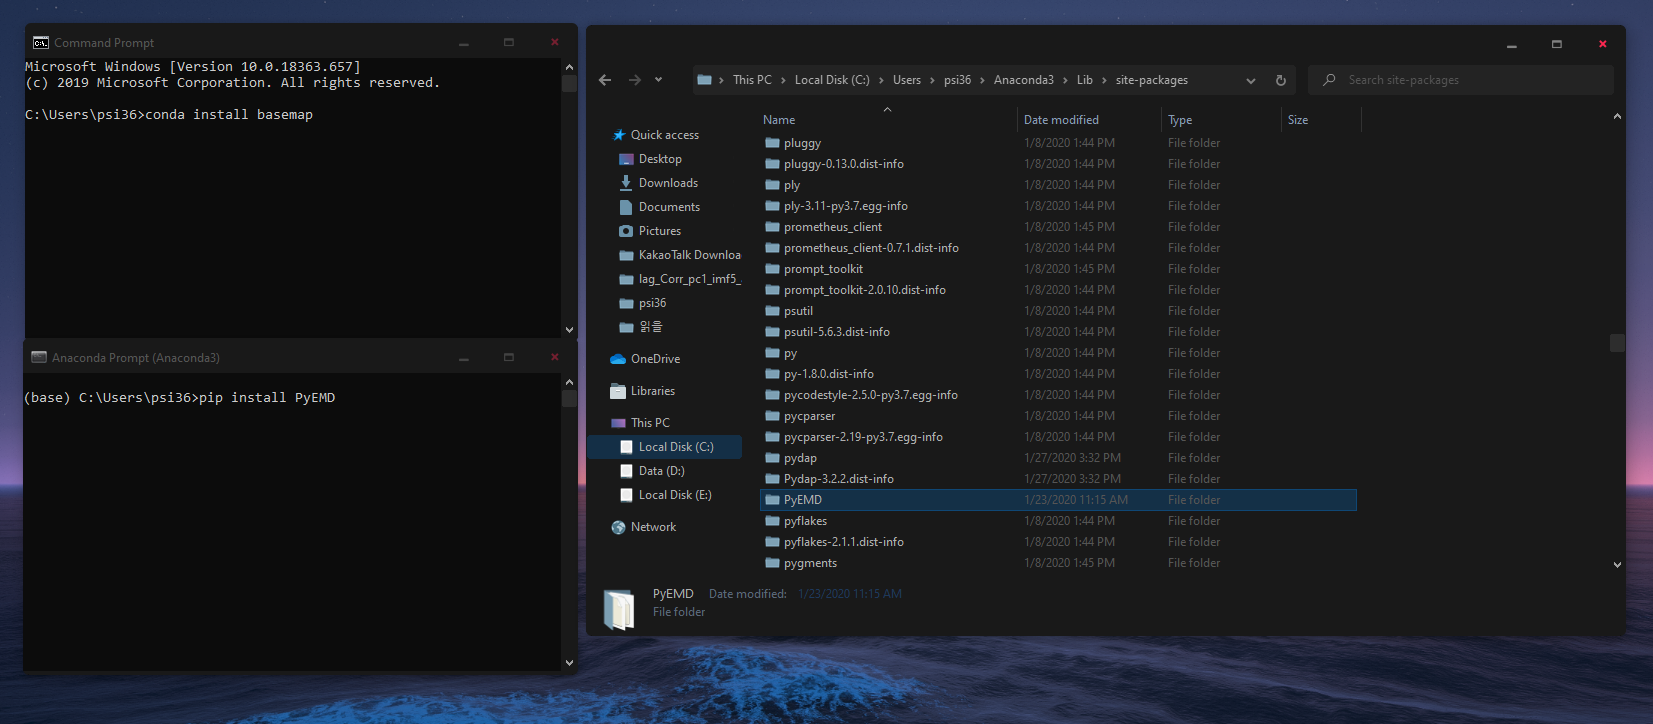 Command Prompt
Microsoft Windows [Version 10.0.18363.657]
(c) 2019 Microsoft Corporation. All rights reserved.
C:\Users\psi36>conda install basemap
Anaconda Prompt (Anaconda3)
(base) C:\Users\psi36>pip install PyEMD
This PC > Local Disk (C:) > Users > psi36 > Anaconda3 > Lib > site-packages
Search site-packages
Quick access
Desktop
Downloads
Documents
Pictures
KakaoTalk Downloa
lag_Corr_pc1_imf5_
psi36
읽을
OneDrive
Libraries
This PC
Local Disk (C:)
Data (D:)
Local Disk (E:)
Network
Name Date modified Type Size
pluggy 1/8/2020 1:44 PM File folder
pluggy-0.13.0.dist-info 1/8/2020 1:44 PM File folder
ply 1/8/2020 1:44 PM File folder
ply-3.11-py3.7.egg-info 1/8/2020 1:44 PM File folder
prometheus_client 1/8/2020 1:45 PM File folder
prometheus_client-0.7.1.dist-info 1/8/2020 1:44 PM File folder
prompt_toolkit 1/8/2020 1:45 PM File folder
prompt_toolkit-2.0.10.dist-info 1/8/2020 1:44 PM File folder
psutil 1/8/2020 1:44 PM File folder
psutil-5.6.3.dist-info 1/8/2020 1:44 PM File folder
py 1/8/2020 1:44 PM File folder
py-1.8.0.dist-info 1/8/2020 1:44 PM File folder
pycodestyle-2.5.0-py3.7.egg-info 1/8/2020 1:44 PM File folder
pycparser 1/8/2020 1:44 PM File folder
pycparser-2.19-py3.7.egg-info 1/8/2020 1:44 PM File folder
pydap 1/27/2020 3:32 PM File folder
Pydap-3.2.2.dist-info 1/27/2020 3:32 PM File folder
PyEMD 1/23/2020 11:15 AM File folder
pyflakes 1/8/2020 1:44 PM File folder
pyflakes-2.1.1.dist-info 1/8/2020 1:44 PM File folder
pygments 1/8/2020 1:45 PM File folder
PyEMD Date modified: 1/23/2020 11:15 AM
File folder